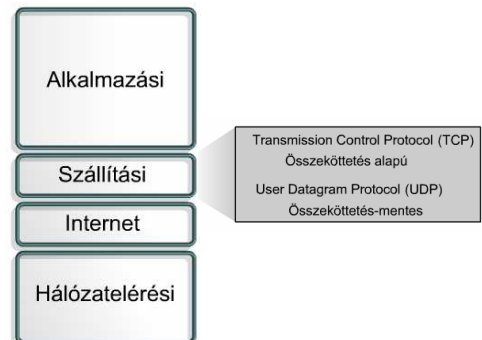 Alkalmazási
Szállítási
Internet
Hálózatelérési
Transmission Control Protocol (TCP)
Összeköttetés alapú
User Datagram Protocol (UDP)
Összeköttetés-mentes